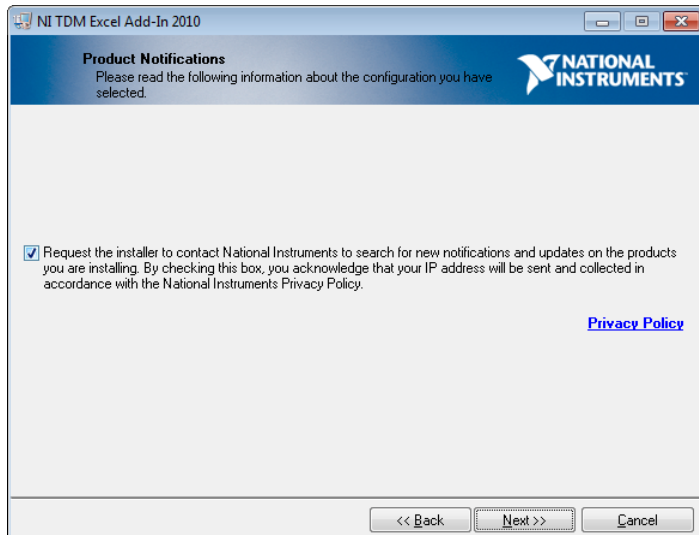 NI TDM Excel Add-In 2010
Product Notifications
Please read the following information about the configuration you have
selected.
NATIONAL
INSTRUMENTS
Request the installer to contact National Instruments to search for new notifications and updates on the products
you are installing. By checking this box, you acknowledge that your IP address will be sent and collected in
accordance with the National Instruments Privacy Policy.
Privacy Policy
<< Back
Next >>
Cancel